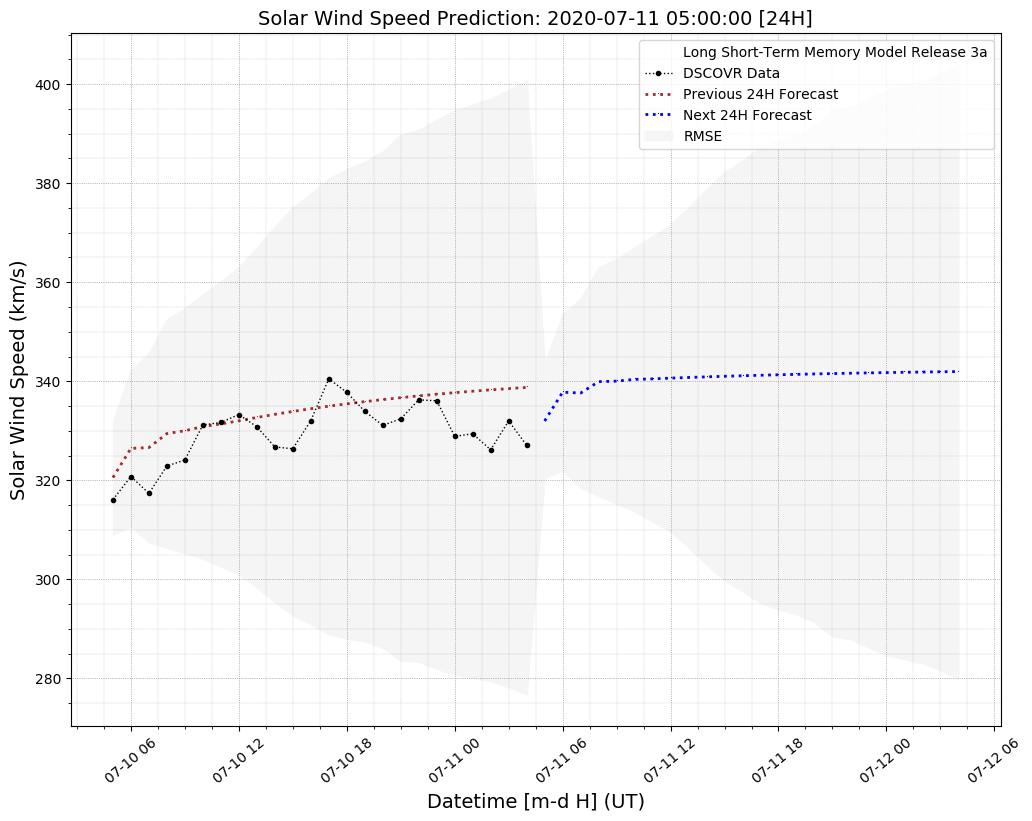 Solar Wind Speed Prediction: 2020-07-11 05:00:00 [24H]
Long Short-Term Memory Model Release 3a
DSCOVR Data
Previous 24H Forecast
Next 24H Forecast
RMSE
Solar Wind Speed (km/s)
400
380
360
340
320
300
280
07-10 06
07-10 12
07-10 18
07-11 00
07-11 06
07-11 12
07-11 18
07-12 00
07-12 06
Datetime [m-d H] (UT)